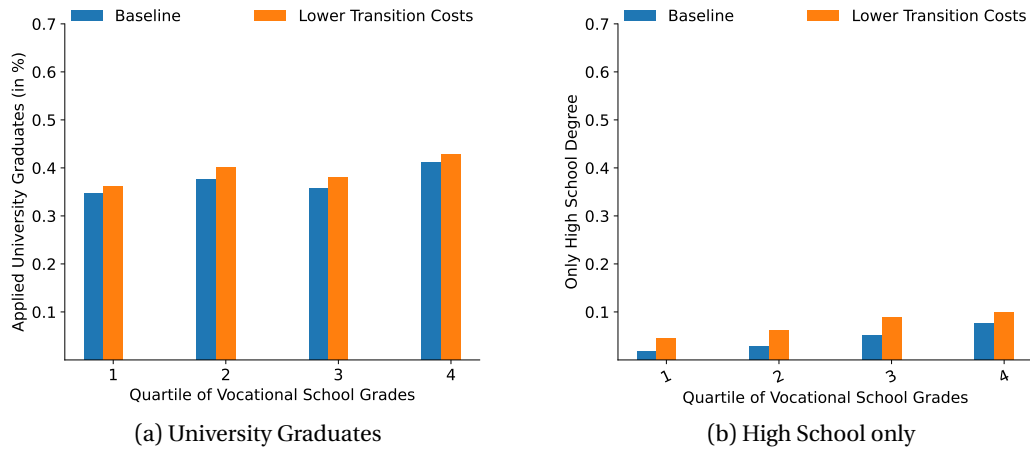 Baseline
Lower Transition Costs
0.7
0.6
0.5
0.4
0.3
0.2
0.1
Applied University Graduates (in %)
1 2 3 4
Quartile of Vocational School Grades
(a) University Graduates
Baseline
Lower Transition Costs
0.7
0.6
0.5
0.4
0.3
0.2
0.1
Only High School Degree
1 2 3 4
Quartile of Vocational School Grades
(b) High School only